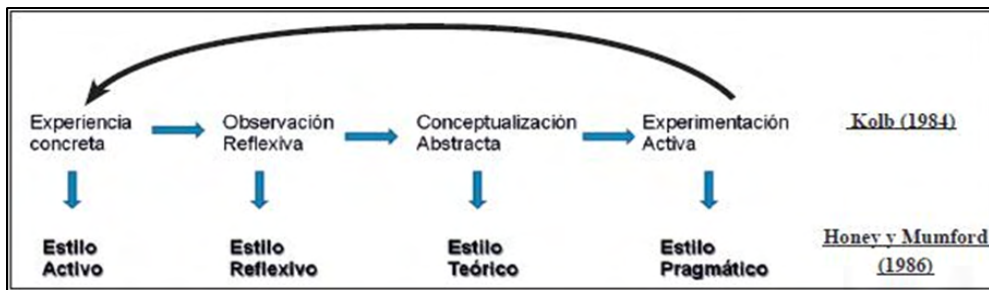 Experiencia
concreta
Observación
Reflexiva
Conceptualización
Abstracta
Experimentación
Activa
Kolb (1984)
Estilo
Activo
Estilo
Reflexivo
Estilo
Teórico
Estilo
Pragmático
Honey y Mumford
(1986)